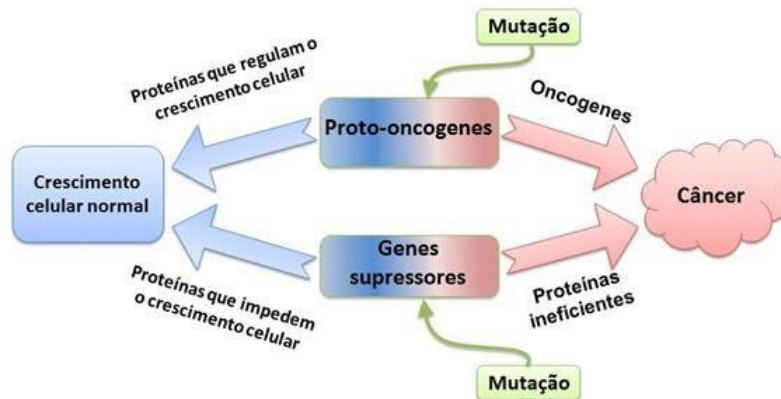 Mutação
Proteínas que regulam o
crescimento celular
Proto-oncogenes
Oncogenes
Crescimento
celular normal
Câncer
Genes
supressores
Proteínas que impedem
o crescimento celular
Proteínas
ineficientes
Mutação